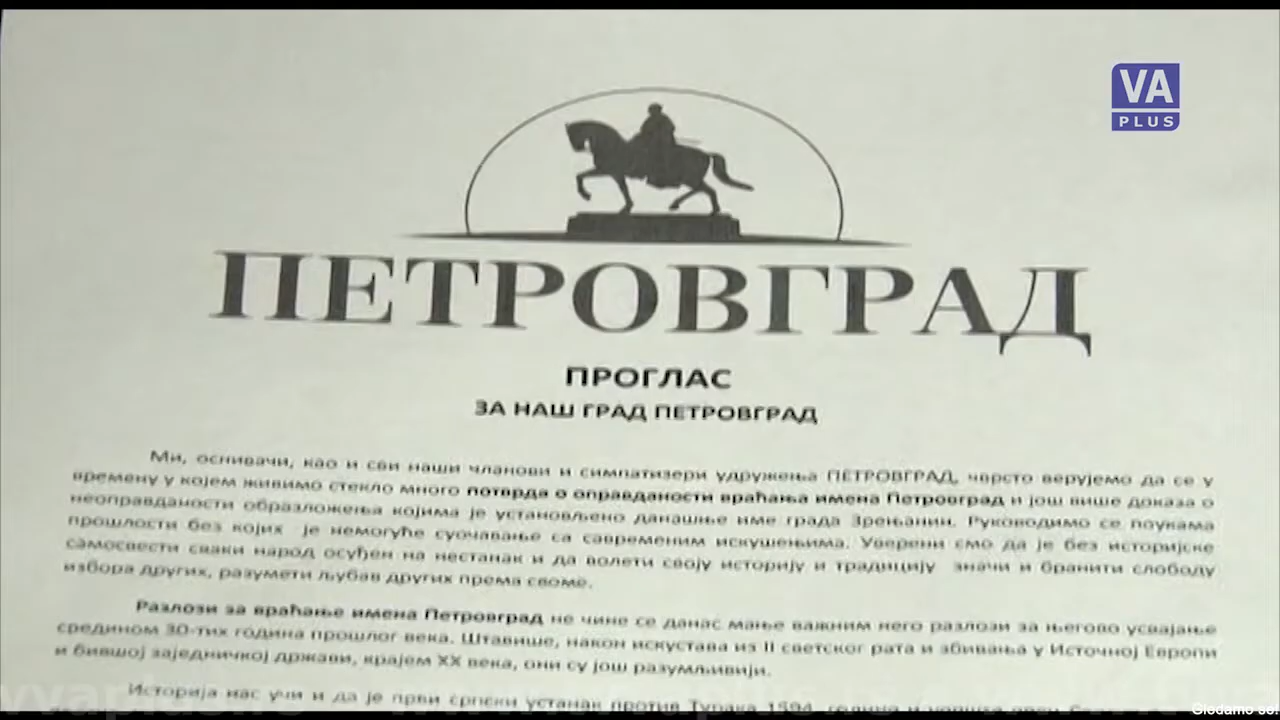 VA
PLUS
ПЕТРОВГРАД
ПРОГЛАС
ЗА НАШ ГРАД ПЕТРОВГРАД
Ми, оснивачи, као и сви наши чланови и симпатизери удружења ПЕТРОВГРАД, чврсто верујемо да се у
времену у којем живимо стекло много потврда о оправданости враћања имена Петровград и још више доказа о
неоправданости образложења којима је установљено данашње име града Зрењанин. Руководимо се поукама
прошлости без којих је немогуће суочавање са савременим искушењима. Уверени смо да је без историјске
самосвести сваки народ осуђен на нестанак и да волети своју историју и традицију значи и бранити слободу
избора других, разумети љубав других према своме.
Разлози за враћање имена Петровград не чине се данас мање важним него разлози за његово усвајање
средином 30-тих година прошлог века. Штавише, након искустава из II светског рата и збивања у Источној Европи
и бившој заједничкој држави, крајем XX века, они су још разумљивији.
Историја нас учи и да је први српски устанак против Турака 1594. године
Gledamo se!